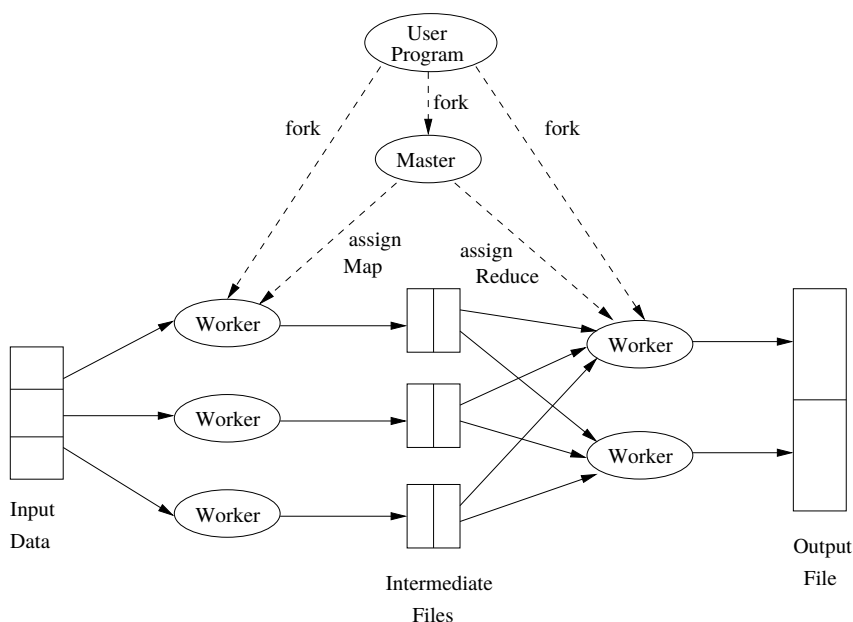 User
Program
fork
fork
fork
Master
assign
Map
assign
Reduce
Worker
Worker
Worker
Worker
Worker
Input
Data
Intermediate
Files
Output
File